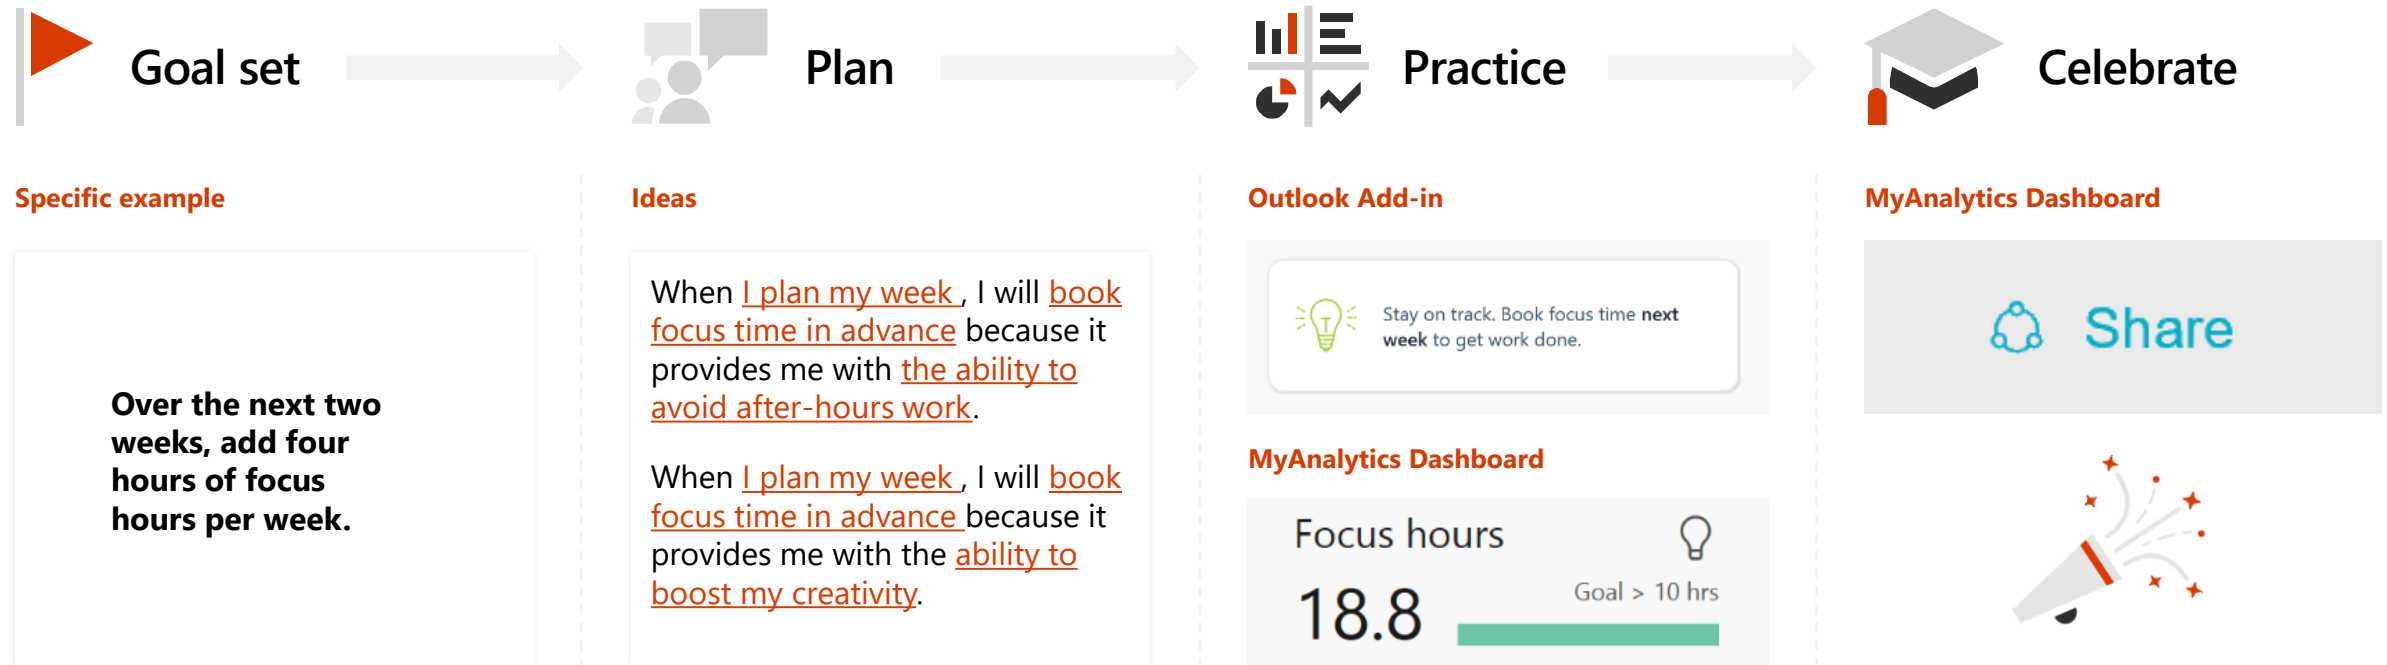 Goal set
Plan
Practice
Celebrate
Specific example
Over the next two
weeks, add four
hours of focus
hours per week.
Ideas
When I plan my week , I will book
focus time in advance because it
provides me with the ability to
avoid after-hours work.
When I plan my week , I will book
focus time in advance because it
provides me with the ability to
boost my creativity.
Outlook Add-in
Stay on track. Book focus time next
week to get work done.
MyAnalytics Dashboard
Focus hours
18.8
Goal > 10 hrs
MyAnalytics Dashboard
Share